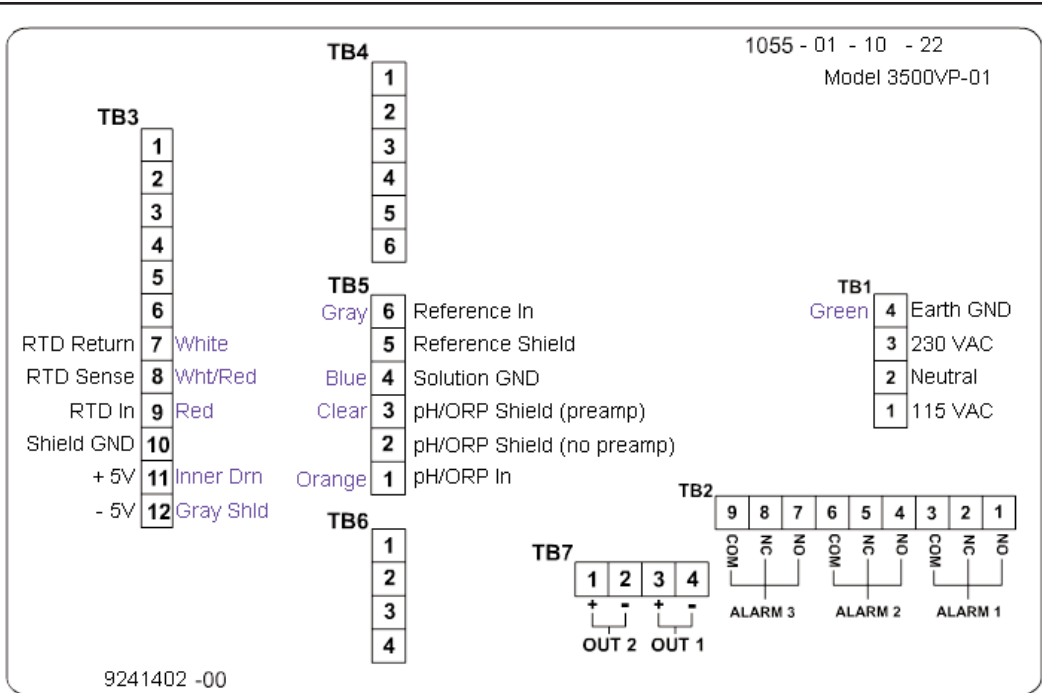 1055 - 01 - 10 - 22
Model 3500VP-01
TB4
1
2
3
4
5
6
TB3
1
2
3
4
5
6
RTD Return 7 White
RTD Sense 8 Wht/Red
RTD In 9 Red
Shield GND 10
+ 5V 11 Inner Drn
- 5V 12 Gray Shld
TB5
Gray 6 Reference In
5 Reference Shield
Blue 4 Solution GND
Clear 3 pH/ORP Shield (preamp)
2 pH/ORP Shield (no preamp)
Orange 1 pH/ORP In
TB1
Green 4 Earth GND
3 230 VAC
2 Neutral
1 115 VAC
TB6
1
2
3
4
TB7
1 2 3 4
+ - + -
OUT 2 OUT 1
TB2
9 8 7 6 5 4 3 2 1
COM NC NO COM NC NO COM NC NO
ALARM 3 ALARM 2 ALARM 1
9241402 -00